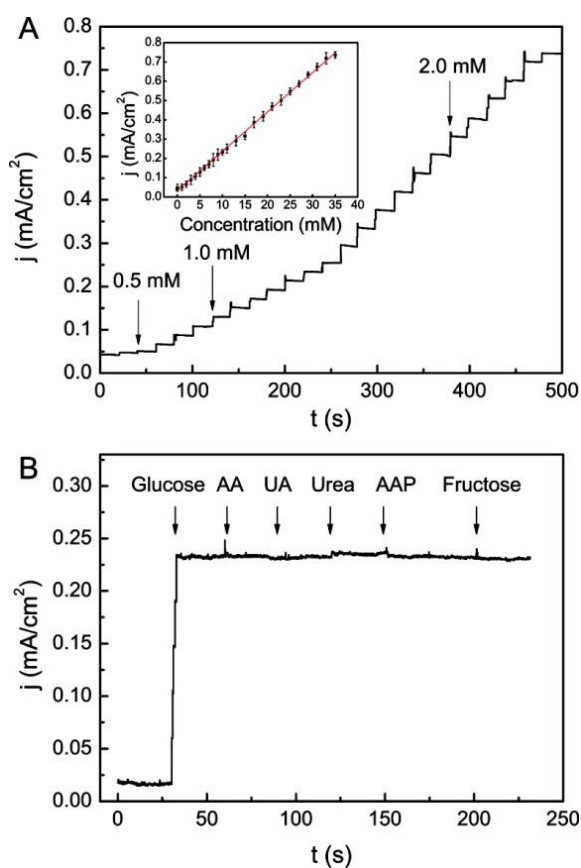 A
j (mA/cm²)
0.8
0.7
0.6
0.5
0.4
0.3
0.2
0.1
0.0
0 100 200 300 400 500
t (s)
j (mA/cm²)
0.8
0.7
0.6
0.5
0.4
0.3
0.2
0.1
0.0
0 5 10 15 20 25 30 35 40
Concentration (mM)
0.5 mM
1.0 mM
2.0 mM
B
j (mA/cm²)
0.30
0.25
0.20
0.15
0.10
0.05
0.00
Glucose AA UA Urea AAP Fructose
0 50 100 150 200 250
t (s)